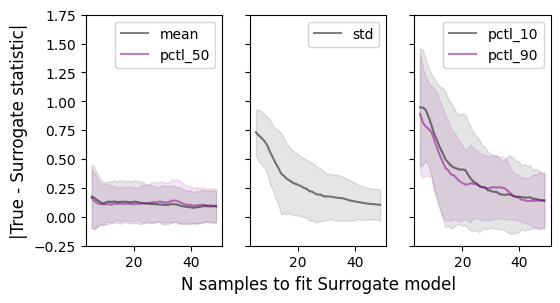 |True - Surrogate statistic|
1.75
1.50
1.25
1.00
0.75
0.50
0.25
0.00
−0.25
mean
pctl_50
20
40
std
20
40
pctl_10
pctl_90
20
40
N samples to fit Surrogate model